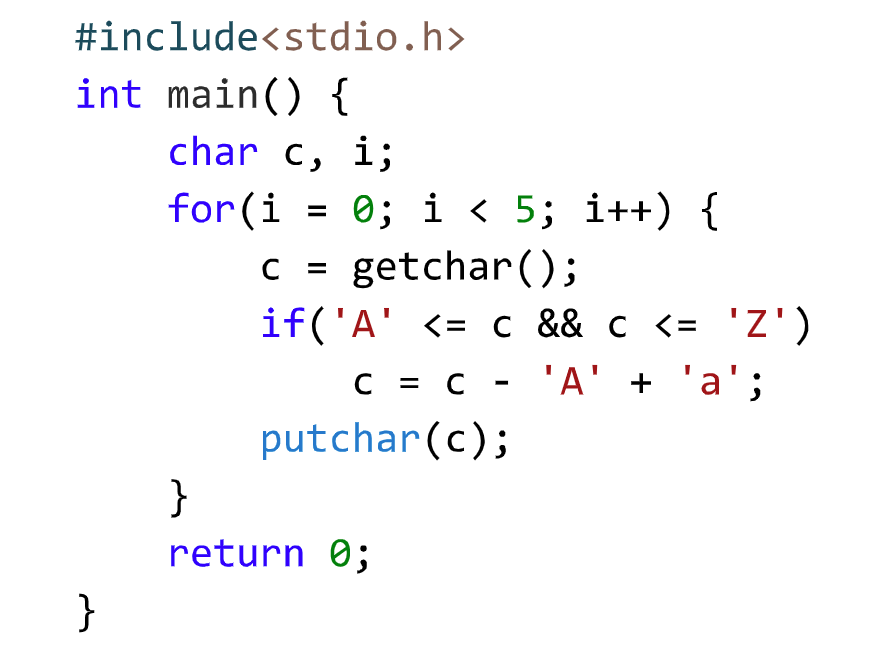 #include<stdio.h>
int main() {
    char c, i;
    for(i = 0; i < 5; i++) {
        c = getchar();
        if('A' <= c && c <= 'Z')
            c = c - 'A' + 'a';
        putchar(c);
    }
    return 0;
}